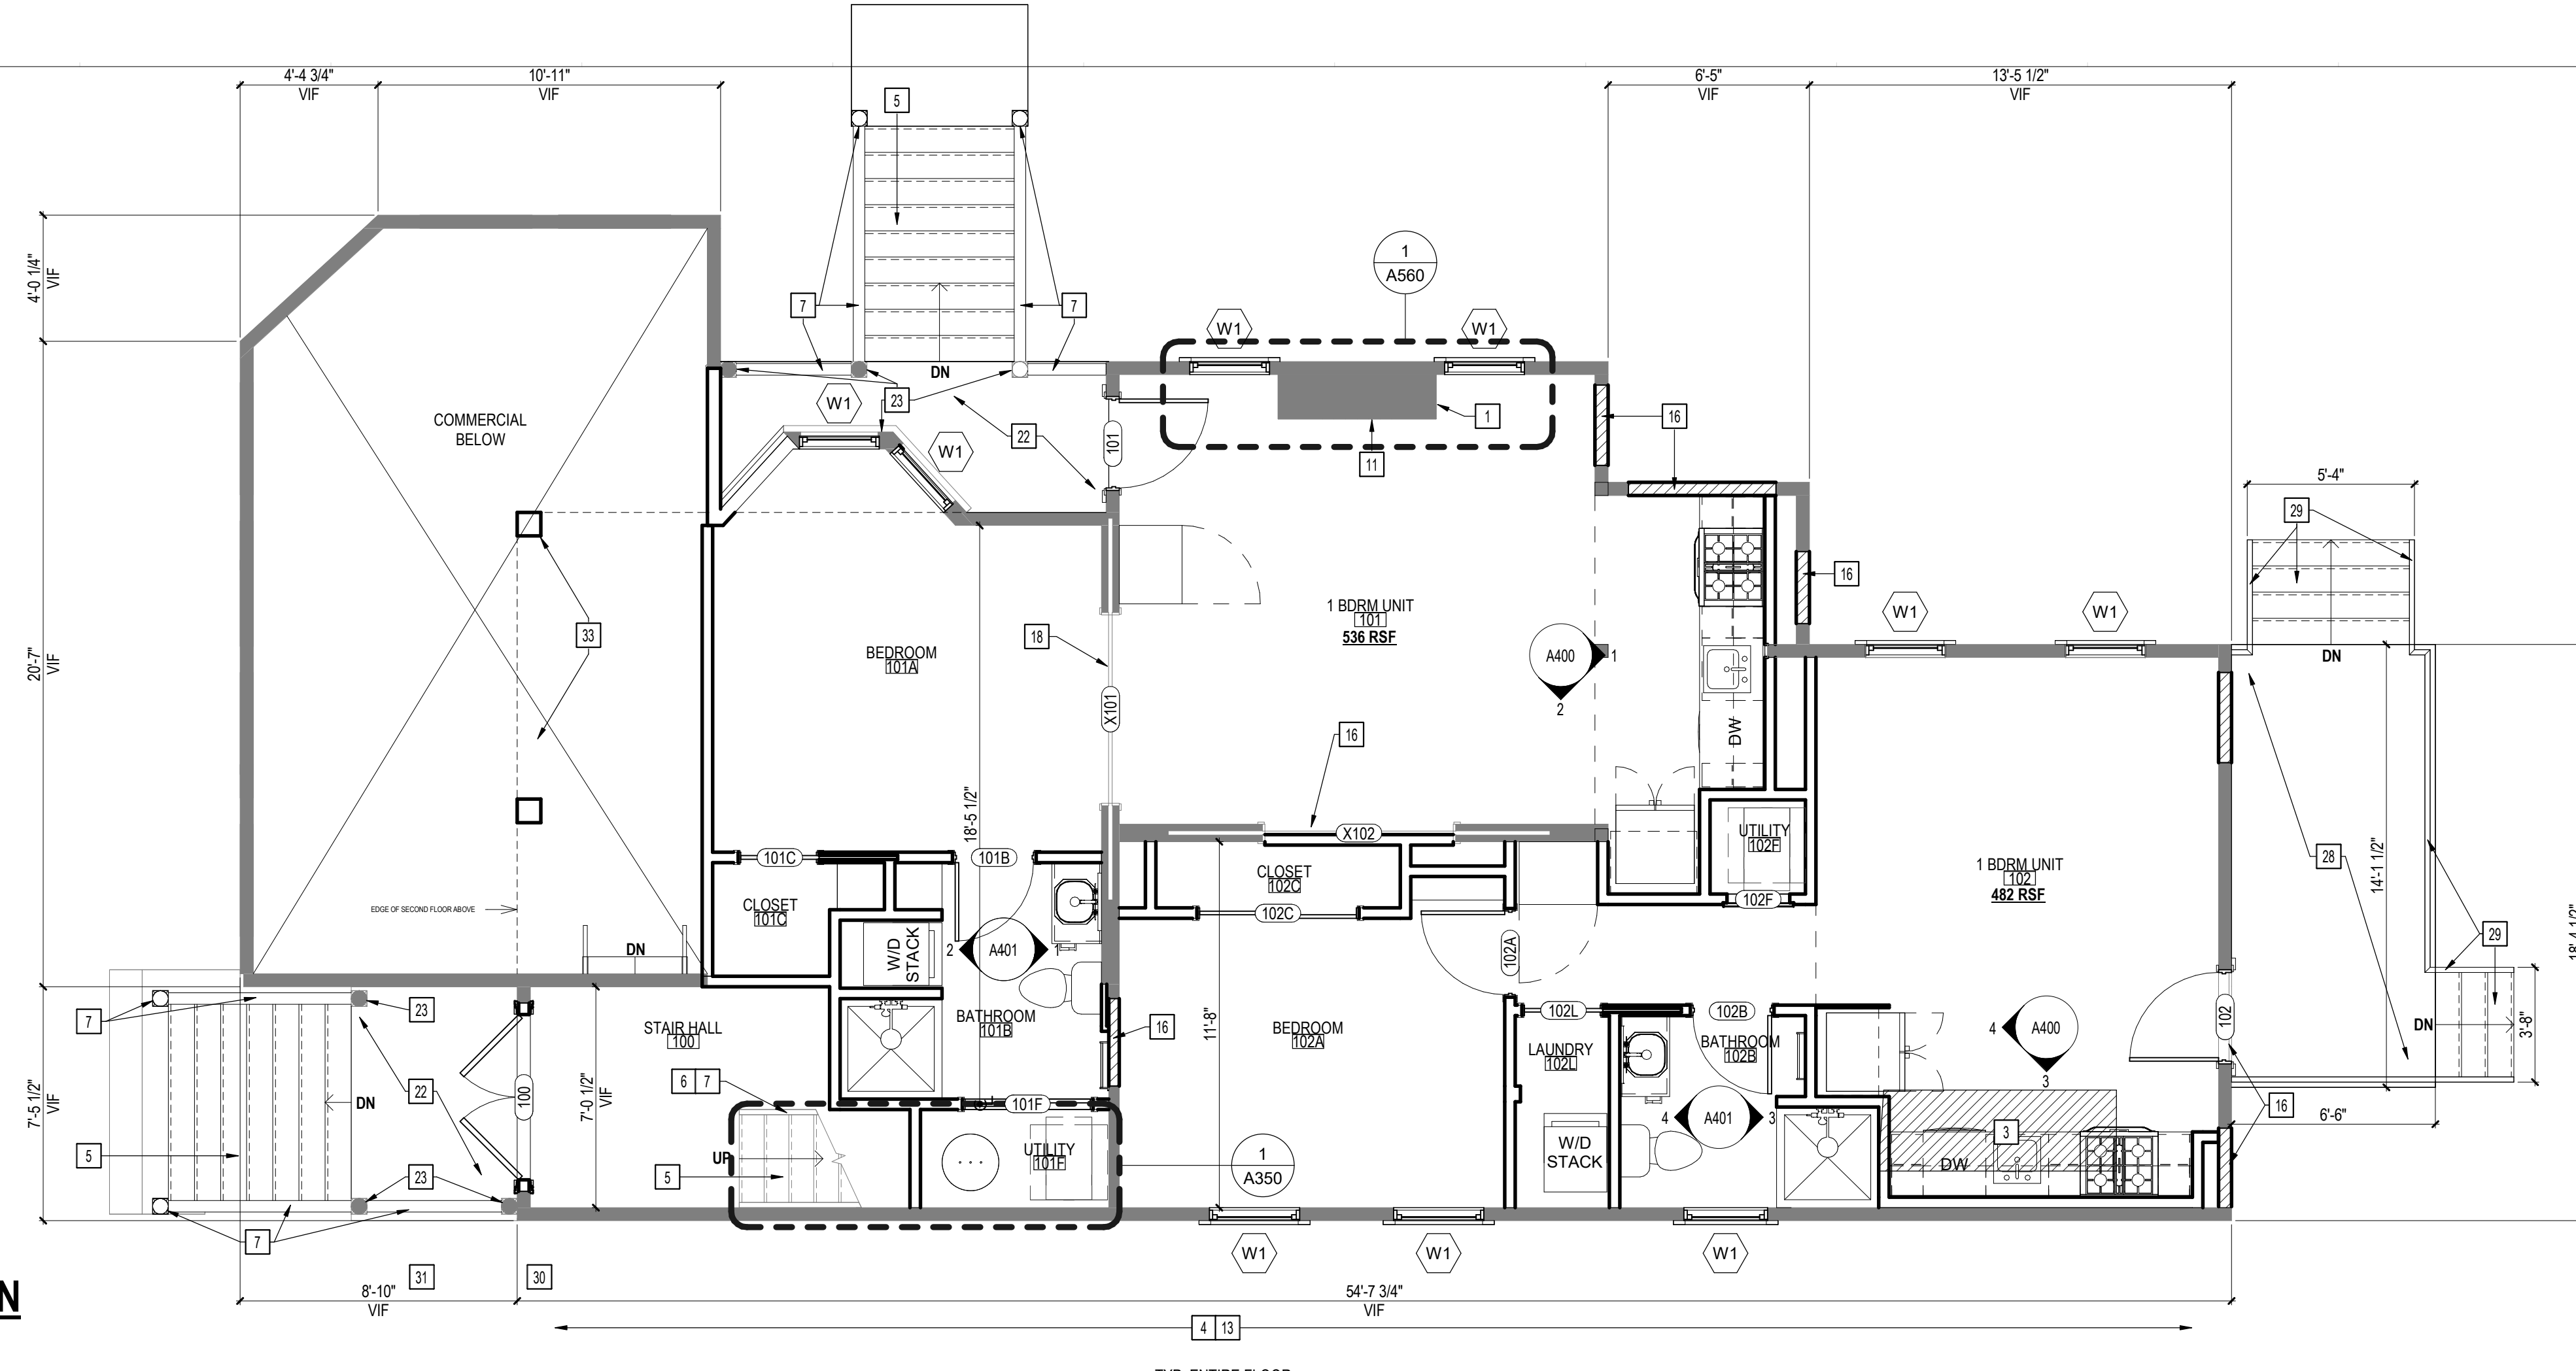 4'-4 3/4"
VIF
10'-11"
VIF
6'-5"
VIF
13'-5 1/2"
VIF
5
4'-0 1/4"
VIF
1
A560
7
7
W1
W1
DN
W1
23
1
16
COMMERCIAL
BELOW
22
101
W1
11
5'-4"
29
16
33
18
1 BDRM UNIT
101
536 RSF
W1
W1
BEDROOM
101A
A400
1
2
DN
20'-7"
VIF
X101
16
DW
18'-5 1/2"
X102
UTILITY
102F
101C
101B
CLOSET
102C
1 BDRM UNIT
102
482 RSF
28
14'-1 1/2"
CLOSET
101C
102C
102F
EDGE OF SECOND FLOOR ABOVE
DN
W/D
STACK
2
A401
1
102A
29
18'-4 1/2"
7
23
STAIR HALL
100
BATHROOM
101B
16
11'-8"
BEDROOM
102A
102L
102B
LAUNDRY
102L
BATHROOM
102B
4
A400
3
102
DN
3'-8"
6
7
22
DN
100
7'-0 1/2"
VIF
7'-5 1/2"
VIF
101F
4
A401
3
16
6'-6"
5
UP
5
UTILITY
101F
1
A350
W/D
STACK
3
DW
23
7
W1
W1
W1
31
30
8'-10"
VIF
54'-7 3/4"
VIF
N
4
13